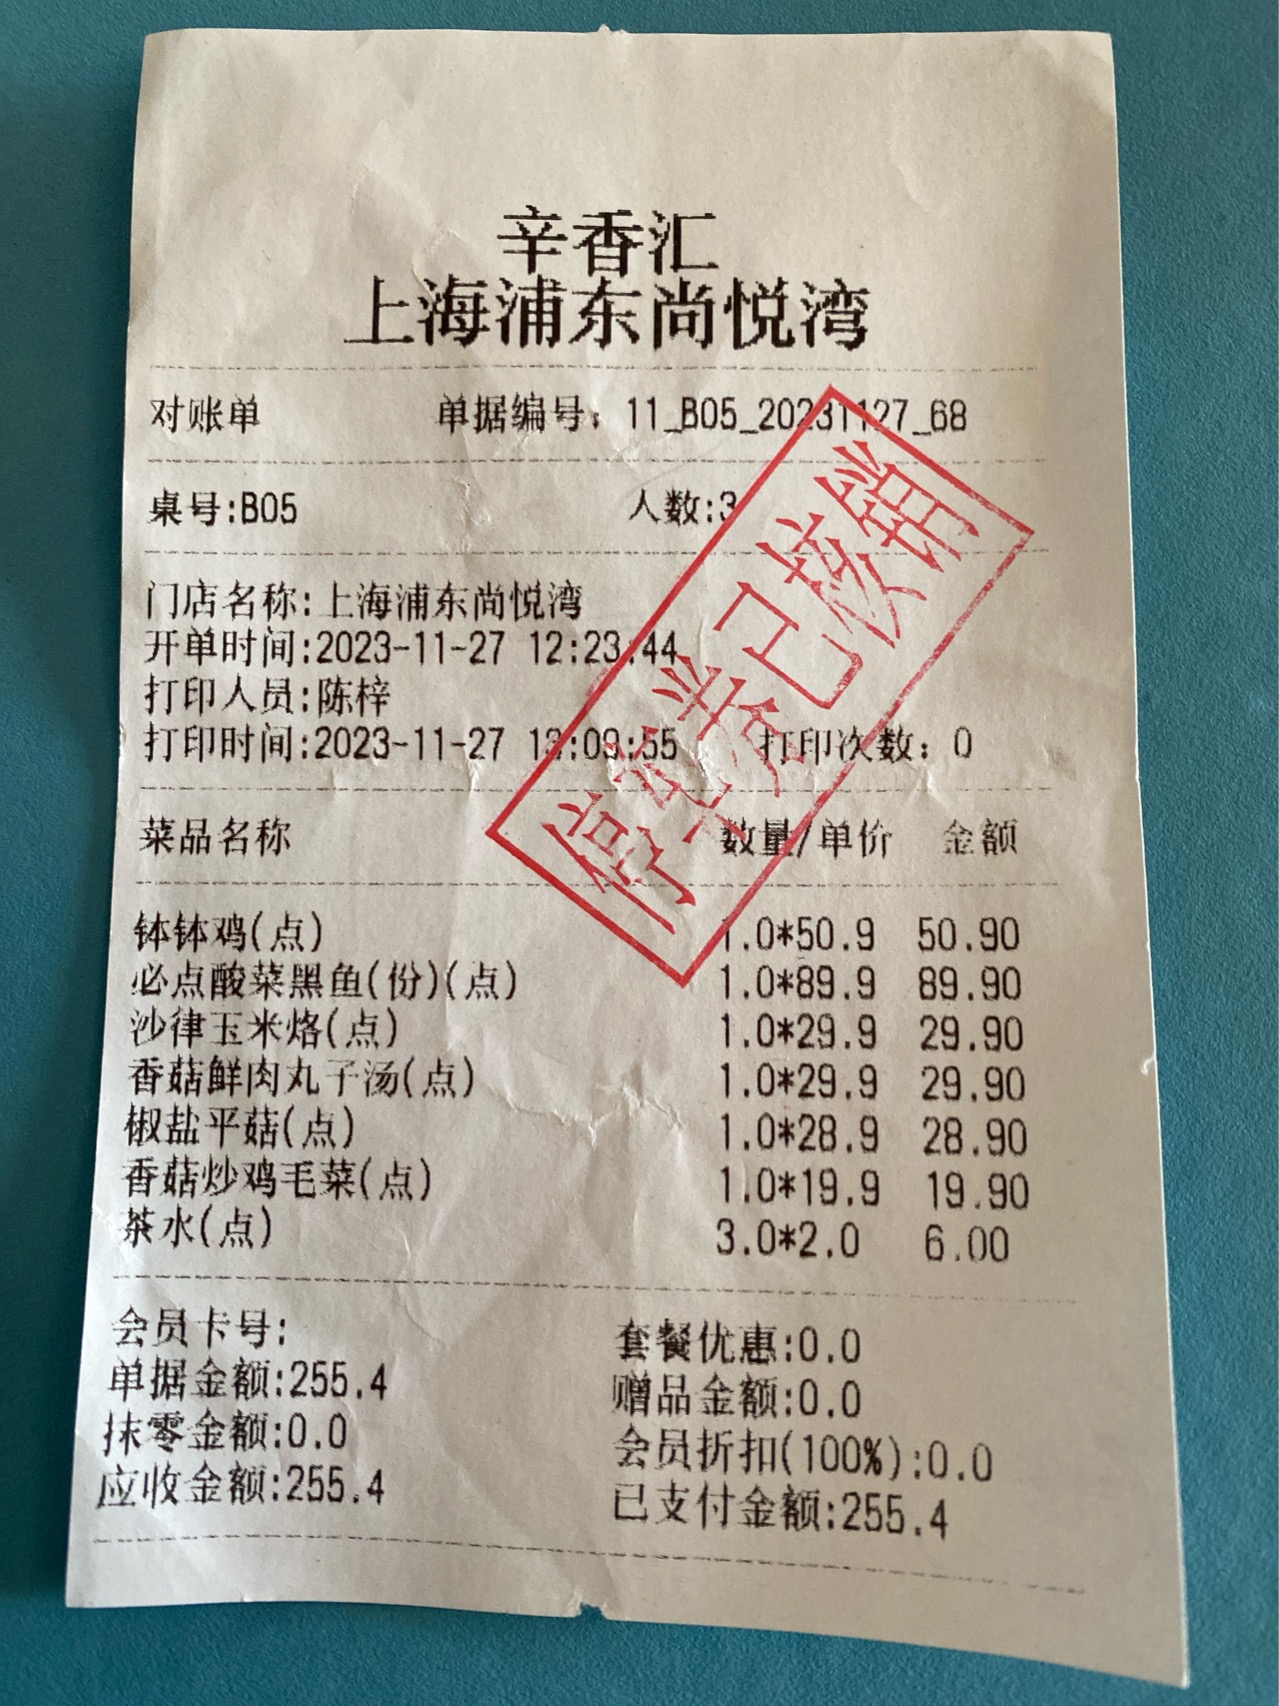 辛香汇
上海浦东尚悦湾
对账单 单据编号: 11_B05_20231127_68
桌号:B05 人数:3
门店名称:上海浦东尚悦湾
开单时间:2023-11-27 12:23:44
打印人员:陈梓
打印时间:2023-11-27 13:09:55 打印次数: 0
停车券已核销
菜品名称 数量/单价 金额
钵钵鸡(点) 1.0*50.9 50.90
必点酸菜黑鱼(份)(点) 1.0*89.9 89.90
沙律玉米烙(点) 1.0*29.9 29.90
香菇鲜肉丸子汤(点) 1.0*29.9 29.90
椒盐平菇(点) 1.0*28.9 28.90
香菇炒鸡毛菜(点) 1.0*19.9 19.90
茶水(点) 3.0*2.0 6.00
会员卡号: 套餐优惠:0.0
单据金额:255.4 赠品金额:0.0
抹零金额:0.0 会员折扣(100%):0.0
应收金额:255.4 已支付金额:255.4